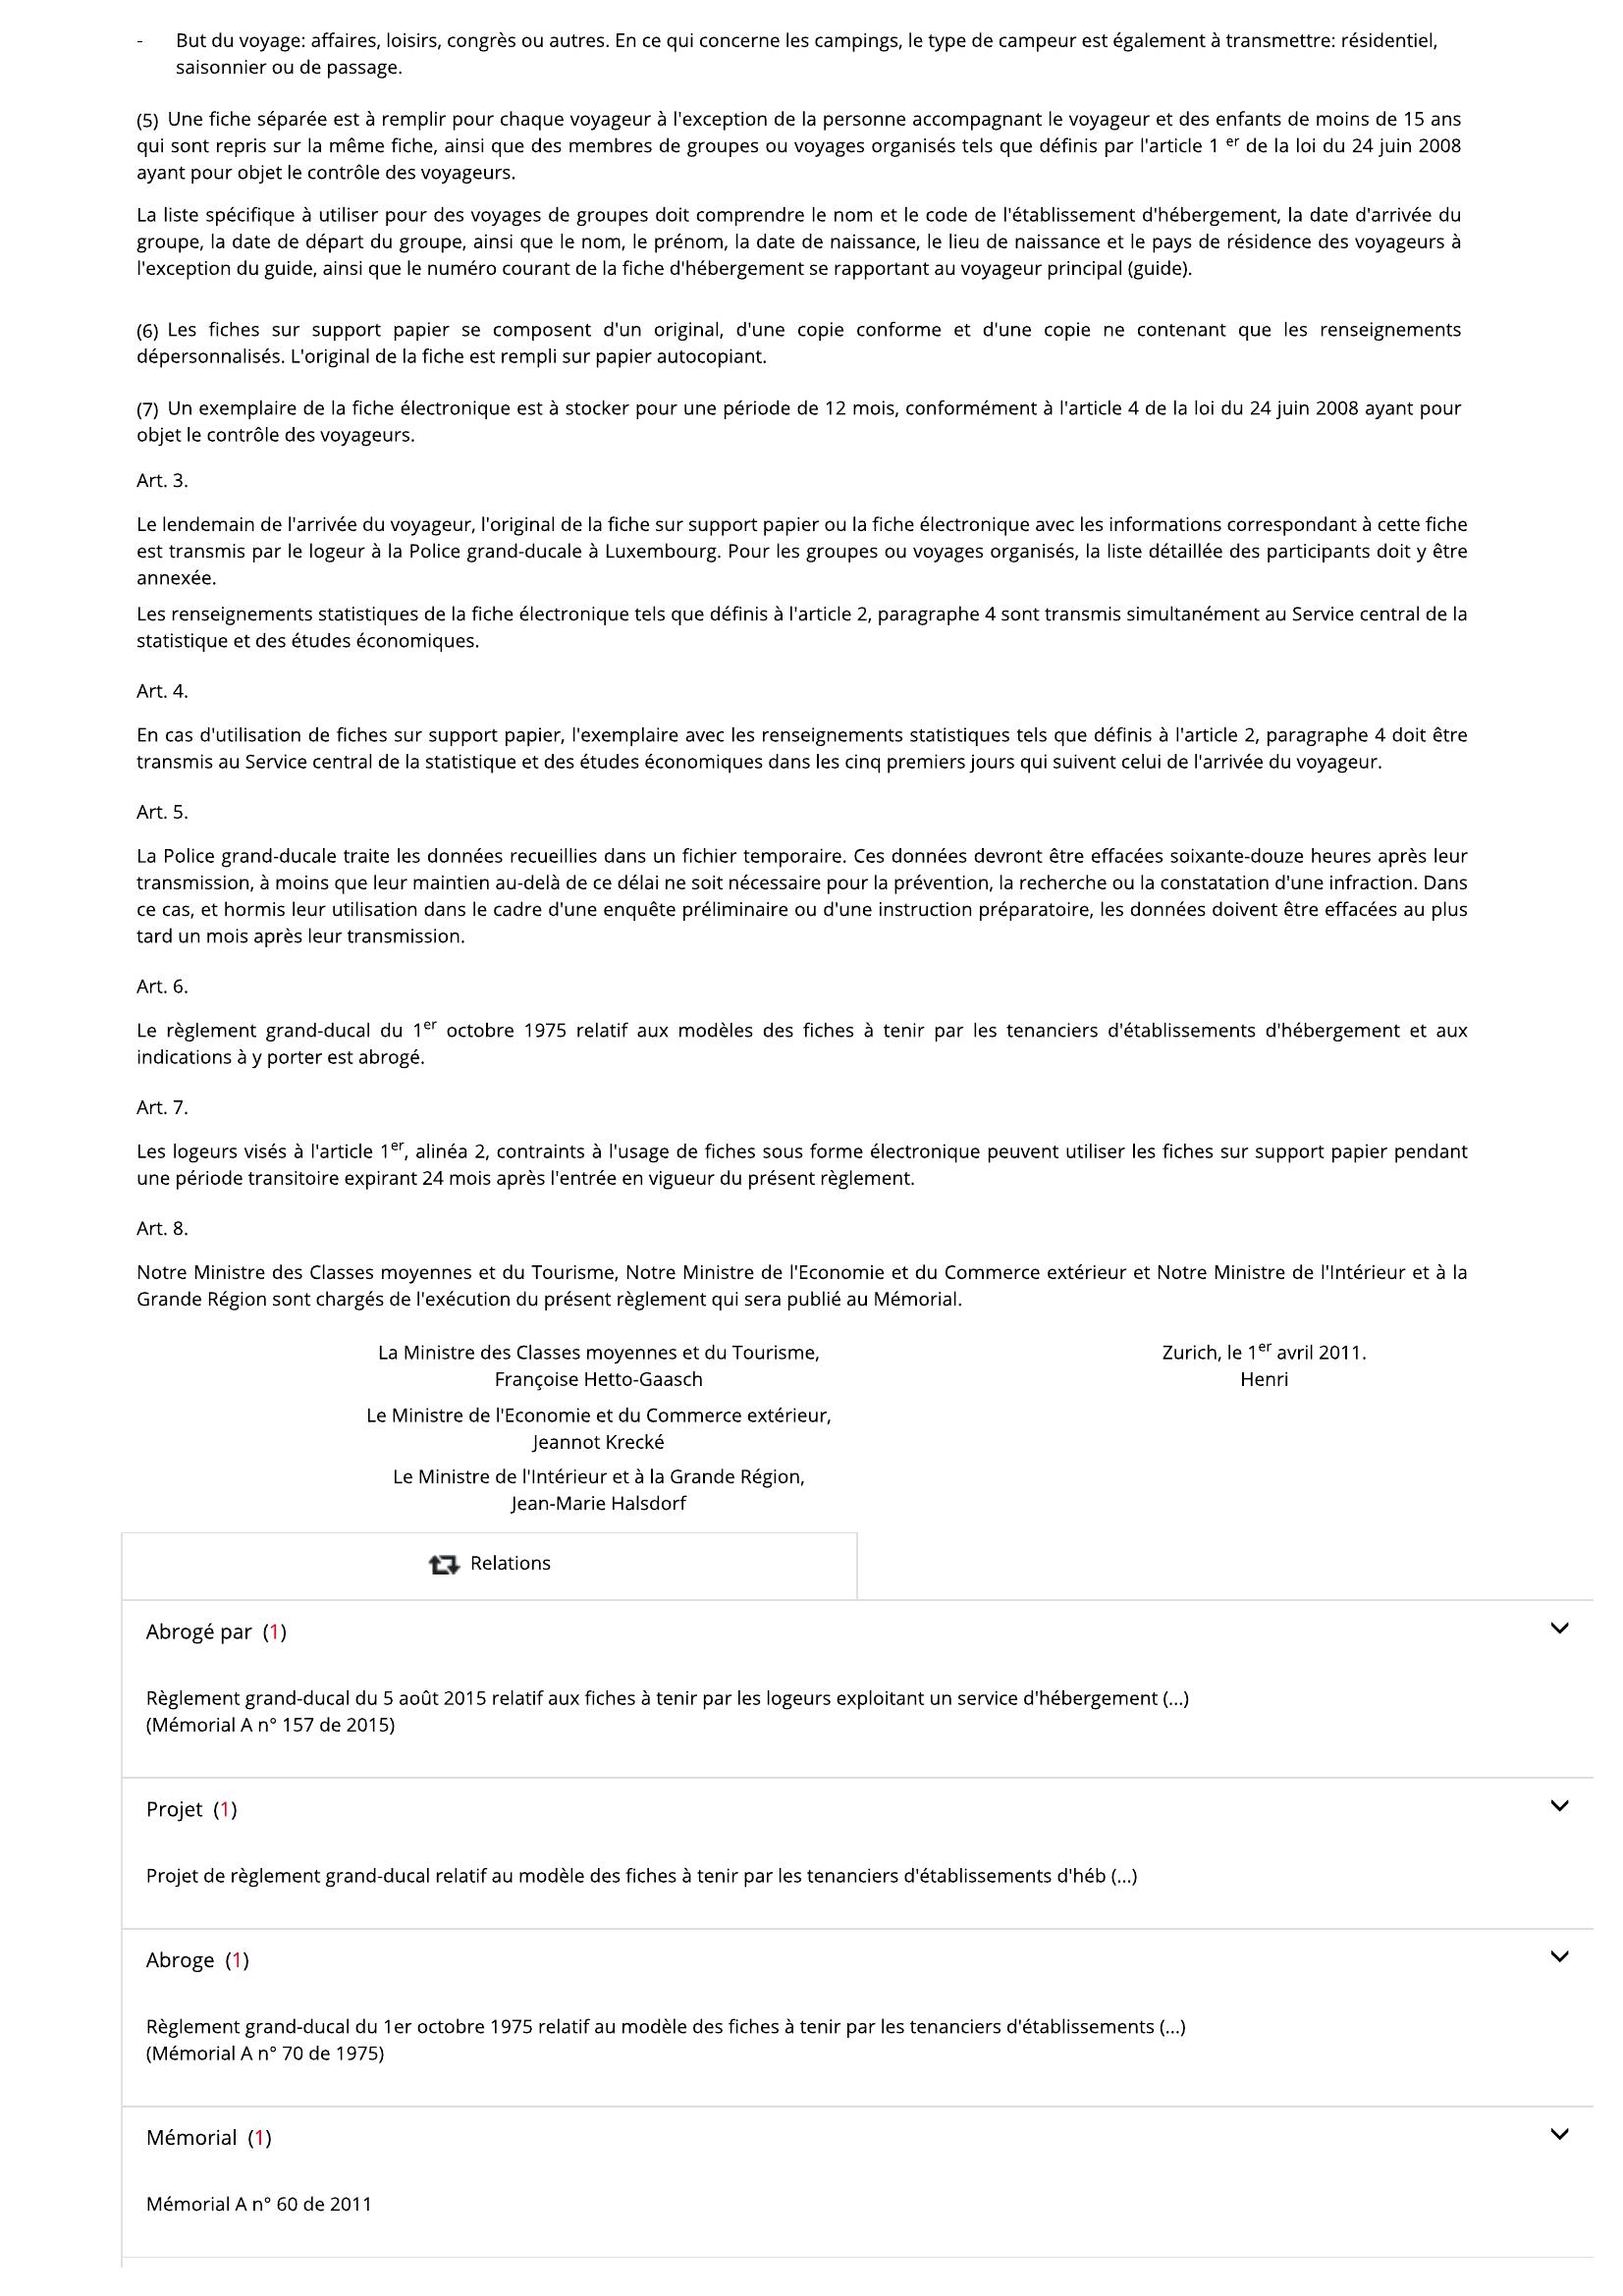 - But du voyage: affaires, loisirs, congrès ou autres. En ce qui concerne les campings, le type de campeur est également à transmettre: résidentiel,
saisonnier ou de passage.
(5) Une fiche séparée est à remplir pour chaque voyageur à l'exception de la personne accompagnant le voyageur et des enfants de moins de 15 ans
qui sont repris sur la même fiche, ainsi que des membres de groupes ou voyages organisés tels que définis par l'article 1 er de la loi du 24 juin 2008
ayant pour objet le contrôle des voyageurs.
La liste spécifique à utiliser pour des voyages de groupes doit comprendre le nom et le code de l'établissement d'hébergement, la date d'arrivée du
groupe, la date de départ du groupe, ainsi que le nom, le prénom, la date de naissance, le lieu de naissance et le pays de résidence des voyageurs à
l'exception du guide, ainsi que le numéro courant de la fiche d'hébergement se rapportant au voyageur principal (guide).
(6) Les fiches sur support papier se composent d'un original, d'une copie conforme et d'une copie ne contenant que les renseignements
dépersonnalisés. L'original de la fiche est rempli sur papier autocopiant.
(7) Un exemplaire de la fiche électronique est à stocker pour une période de 12 mois, conformément à l'article 4 de la loi du 24 juin 2008 ayant pour
objet le contrôle des voyageurs.
Art. 3.
Le lendemain de l'arrivée du voyageur, l'original de la fiche sur support papier ou la fiche électronique avec les informations correspondant à cette fiche
est transmis par le logeur à la Police grand-ducale à Luxembourg. Pour les groupes ou voyages organisés, la liste détaillée des participants doit y être
annexée.
Les renseignements statistiques de la fiche électronique tels que définis à l'article 2, paragraphe 4 sont transmis simultanément au Service central de la
statistique et des études économiques.
Art. 4.
En cas d'utilisation de fiches sur support papier, l'exemplaire avec les renseignements statistiques tels que définis à l'article 2, paragraphe 4 doit être
transmis au Service central de la statistique et des études économiques dans les cinq premiers jours qui suivent celui de l'arrivée du voyageur.
Art. 5.
La Police grand-ducale traite les données recueillies dans un fichier temporaire. Ces données devront être effacées soixante-douze heures après leur
transmission, à moins que leur maintien au-delà de ce délai ne soit nécessaire pour la prévention, la recherche ou la constatation d'une infraction. Dans
ce cas, et hormis leur utilisation dans le cadre d'une enquête préliminaire ou d'une instruction préparatoire, les données doivent être effacées au plus
tard un mois après leur transmission.
Art. 6.
Le règlement grand-ducal du 1er octobre 1975 relatif aux modèles des fiches à tenir par les tenanciers d'établissements d'hébergement et aux
indications à y porter est abrogé.
Art. 7.
Les logeurs visés à l'article 1er, alinéa 2, contraints à l'usage de fiches sous forme électronique peuvent utiliser les fiches sur support papier pendant
une période transitoire expirant 24 mois après l'entrée en vigueur du présent règlement.
Art. 8.
Notre Ministre des Classes moyennes et du Tourisme, Notre Ministre de l'Economie et du Commerce extérieur et Notre Ministre de l'Intérieur et à la
Grande Région sont chargés de l'exécution du présent règlement qui sera publié au Mémorial.
La Ministre des Classes moyennes et du Tourisme,
Françoise Hetto-Gaasch
Le Ministre de l'Economie et du Commerce extérieur,
Jeannot Krecké
Le Ministre de l'Intérieur et à la Grande Région,
Jean-Marie Halsdorf
Zurich, le 1er avril 2011.
Henri
Relations
Abrogé par (1)
Règlement grand-ducal du 5 août 2015 relatif aux fiches à tenir par les logeurs exploitant un service d'hébergement (...)
(Mémorial A n° 157 de 2015)
Projet (1)
Projet de règlement grand-ducal relatif au modèle des fiches à tenir par les tenanciers d'établissements d'héb (...)
Abroge (1)
Règlement grand-ducal du 1er octobre 1975 relatif au modèle des fiches à tenir par les tenanciers d'établissements (...)
(Mémorial A n° 70 de 1975)
Mémorial (1)
Mémorial A n° 60 de 2011